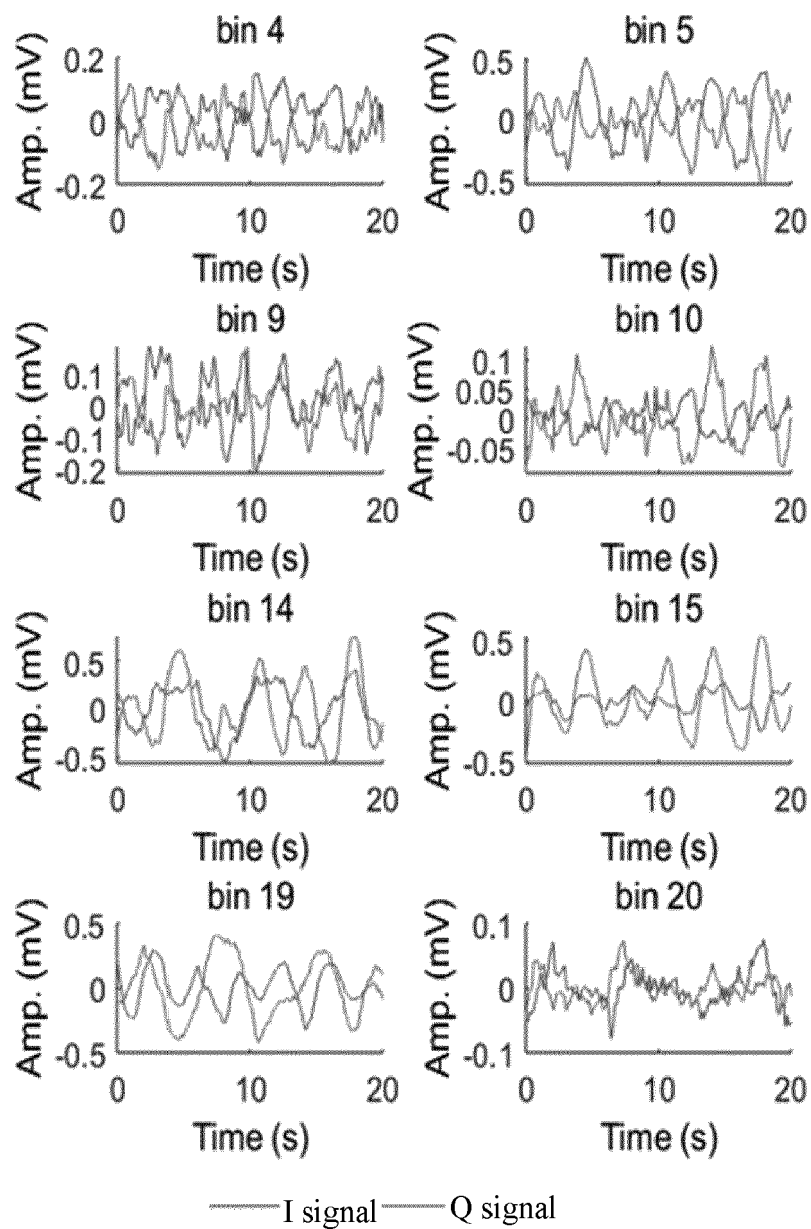 bin 4 bin 5
Amp. (mV) 0.2 0 -0.2 Amp. (mV) 0.5 0 -0.5
0 10 20 0 10 20
Time (s) Time (s)
bin 9 bin 10
Amp. (mV) 0.1 0 -0.1 -0.2 Amp. (mV) 0.1 0.05 0 -0.05
0 10 20 0 10 20
Time (s) Time (s)
bin 14 bin 15
Amp. (mV) 0.5 0 -0.5 Amp. (mV) 0.5 0 -0.5
0 10 20 0 10 20
Time (s) Time (s)
bin 19 bin 20
Amp. (mV) 0.5 0 -0.5 Amp. (mV) 0.1 0 -0.1
0 10 20 0 10 20
Time (s) Time (s)
I signal Q signal